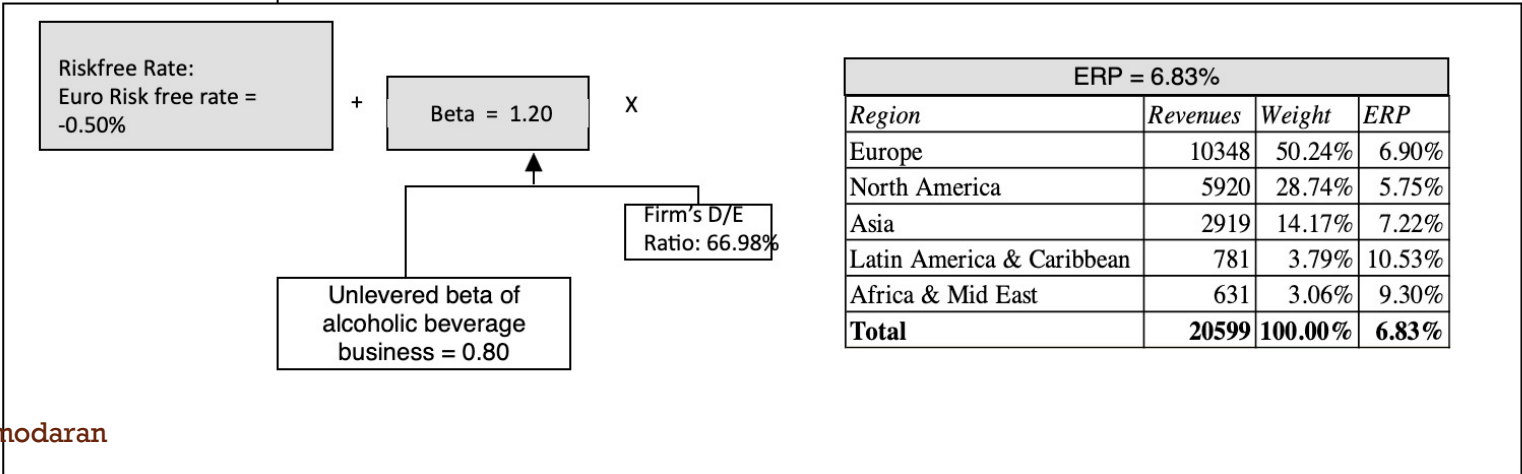 Riskfree Rate:
Euro Risk free rate =
-0.50%
+
Beta = 1.20
X
Firm's D/E
Ratio: 66.98%
Unlevered beta of
alcoholic beverage
business = 0.80
ERP = 6.83%
Region Revenues Weight ERP
Europe 10348 50.24% 6.90%
North America 5920 28.74% 5.75%
Asia 2919 14.17% 7.22%
Latin America & Caribbean 781 3.79% 10.53%
Africa & Mid East 631 3.06% 9.30%
Total 20599 100.00% 6.83%
nodaran